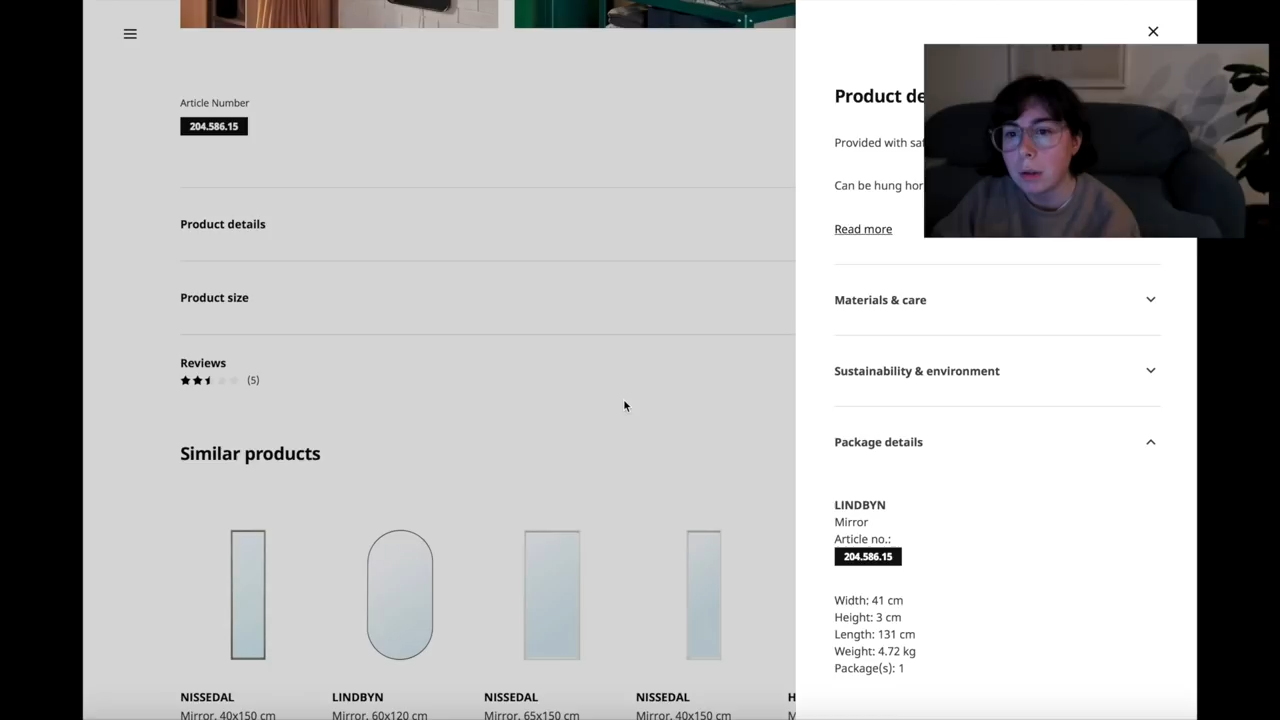 Article Number
204.586.15
Product details
Product size
Reviews
(5)
Similar products
NISSEDAL
Mirror, 40x150 cm
LINDBYN
Mirror, 60x120 cm
NISSEDAL
Mirror, 65x150 cm
NISSEDAL
Mirror, 40x150 cm
Product de
Provided with
Can be hung
Read more
Materials & care
Sustainability & environment
Package details
LINDBYN
Mirror
Article no.:
204.586.15
Width: 41 cm
Height: 3 cm
Length: 131 cm
Weight: 4.72 kg
Package(s): 1